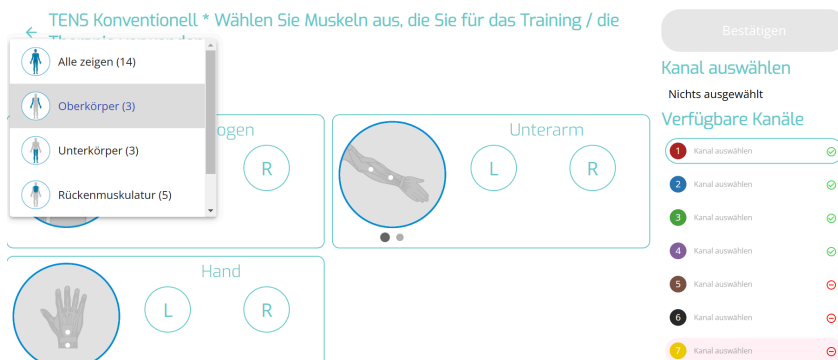 TENS Konventionell * Wählen Sie Muskeln aus, die Sie für das Training / die
Alle zeigen (14)
Oberkörper (3)
Unterkörper (3)
Rückenmuskulatur (5)
ogen
R
Unterarm
L
R
Hand
L
R
Bestätigen
Kanal auswählen
Nichts ausgewählt
Verfügbare Kanäle
1 Kanal auswählen
2 Kanal auswählen
3 Kanal auswählen
4 Kanal auswählen
5 Kanal auswählen
6 Kanal auswählen
7 Kanal auswählen